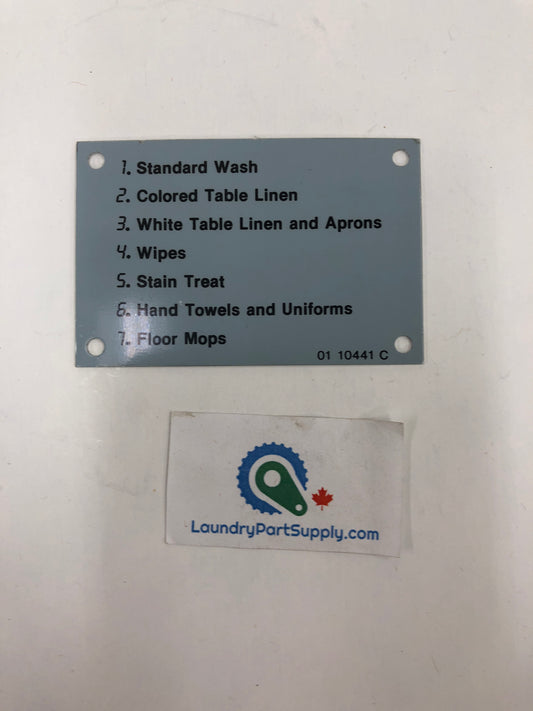 1. Standard Wash
2. Colored Table Linen
3. White Table Linen and Aprons
4. Wipes
5. Stain Treat
6. Hand Towels and Uniforms
7. Floor Mops
01 10441 C
LaundryPartSupply.com